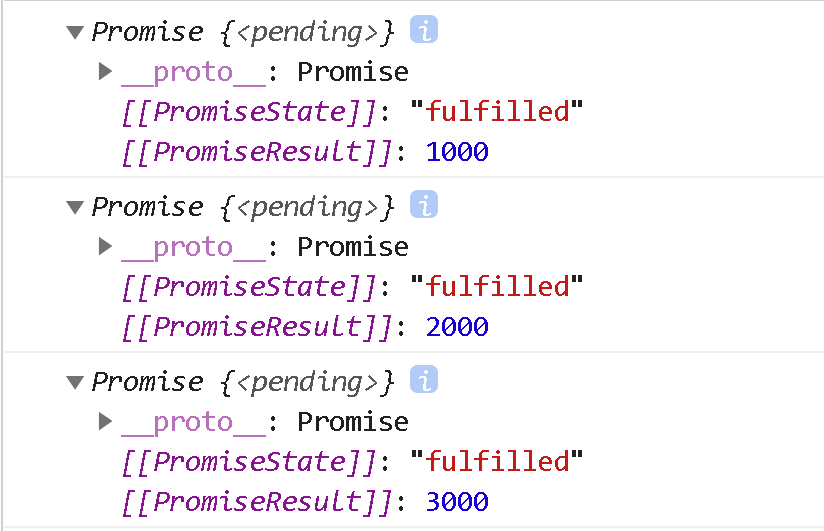 ▼Promise {<pending>} i
▶__proto__: Promise
[[PromiseState]]: "fulfilled"
[[PromiseResult]]: 1000
▼Promise {<pending>} i
▶__proto__: Promise
[[PromiseState]]: "fulfilled"
[[PromiseResult]]: 2000
▼Promise {<pending>} i
▶__proto__: Promise
[[PromiseState]]: "fulfilled"
[[PromiseResult]]: 3000